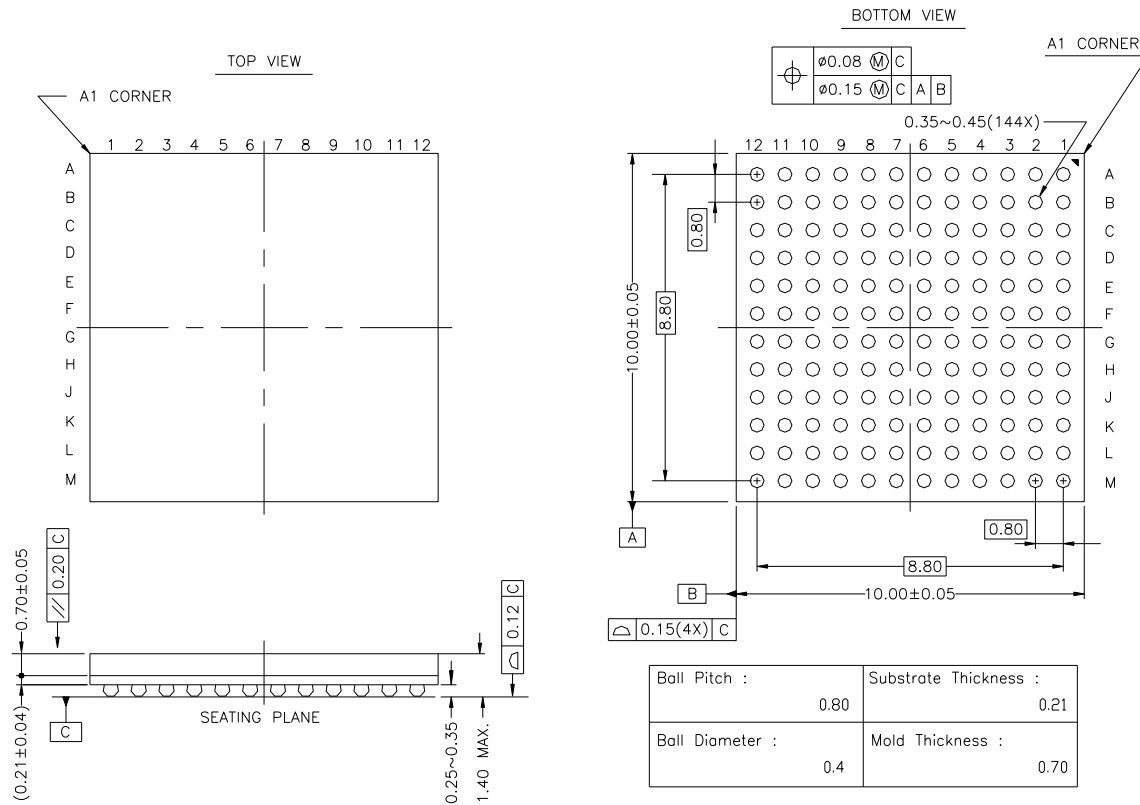 TOP VIEW
A1 CORNER
1 2 3 4 5 6 7 8 9 10 11 12
A
B
C
D
E
F
G
H
J
K
L
M
BOTTOM VIEW
A1 CORNER
⌀0.08 Ⓜ C
⌀0.15 Ⓜ C A B
0.35~0.45(144X)
12 11 10 9 8 7 6 5 4 3 2 1
A
B
C
D
E
F
G
H
J
K
L
M
0.80
8.80
10.00±0.05
A
0.80
8.80
B
10.00±0.05
0.15(4X) C
0.70±0.05
// 0.20 C
(0.21±0.04)
C
SEATING PLANE
0.25~0.35
1.40 MAX.
0.12 C
Ball Pitch :
0.80
Substrate Thickness :
0.21
Ball Diameter :
0.4
Mold Thickness :
0.70